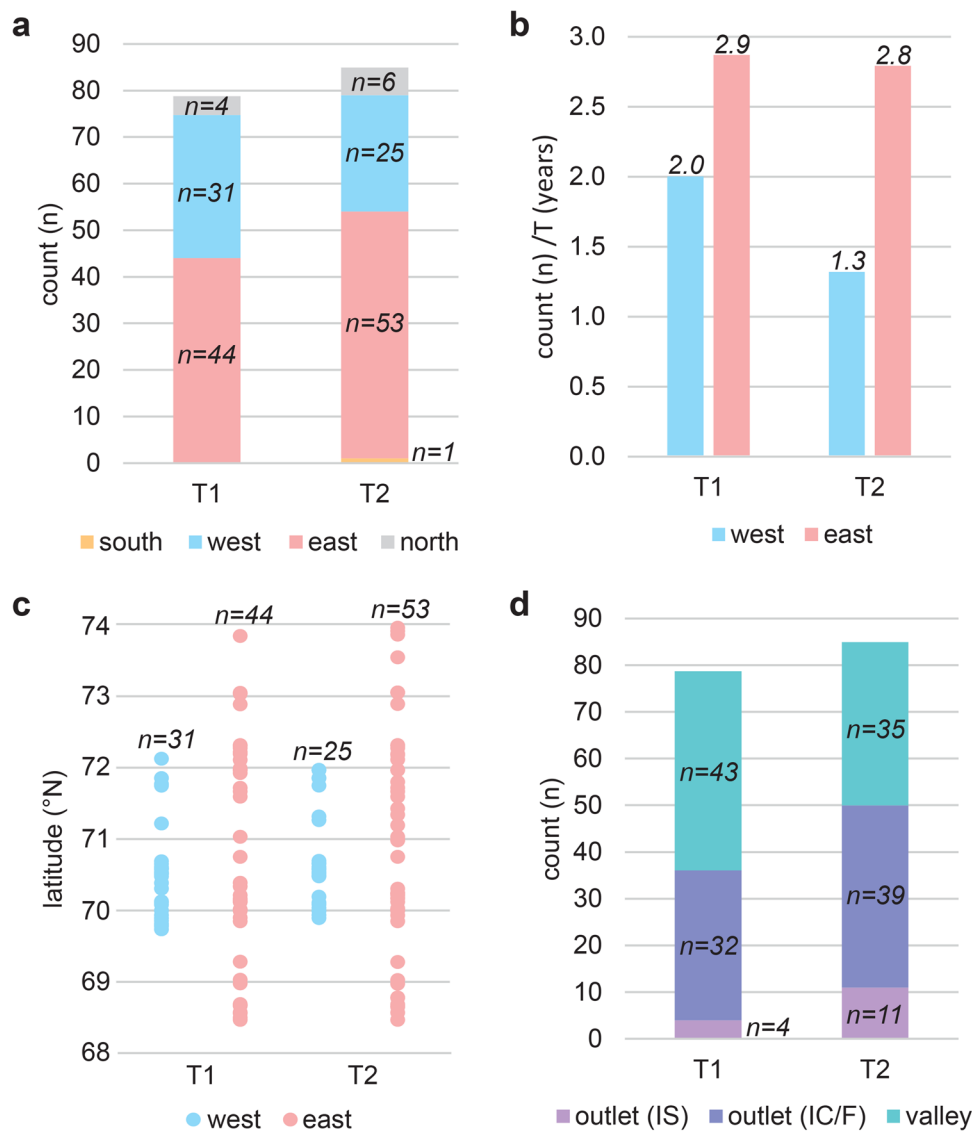 a
count (n)
90
80
70
60
50
40
30
20
10
0
n=4
n=31
n=44
n=6
n=25
n=53
n=1
T1 T2
south west east north
b
count (n) /T (years)
3.0
2.5
2.0
1.5
1.0
0.5
0.0
2.0
2.9
1.3
2.8
T1 T2
west east
c
latitude (°N)
74
73
72
71
70
69
68
n=31
n=44
n=25
n=53
T1 T2
west east
d
count (n)
90
80
70
60
50
40
30
20
10
0
n=43
n=32
n=4
n=35
n=39
n=11
T1 T2
outlet (IS) outlet (IC/F) valley